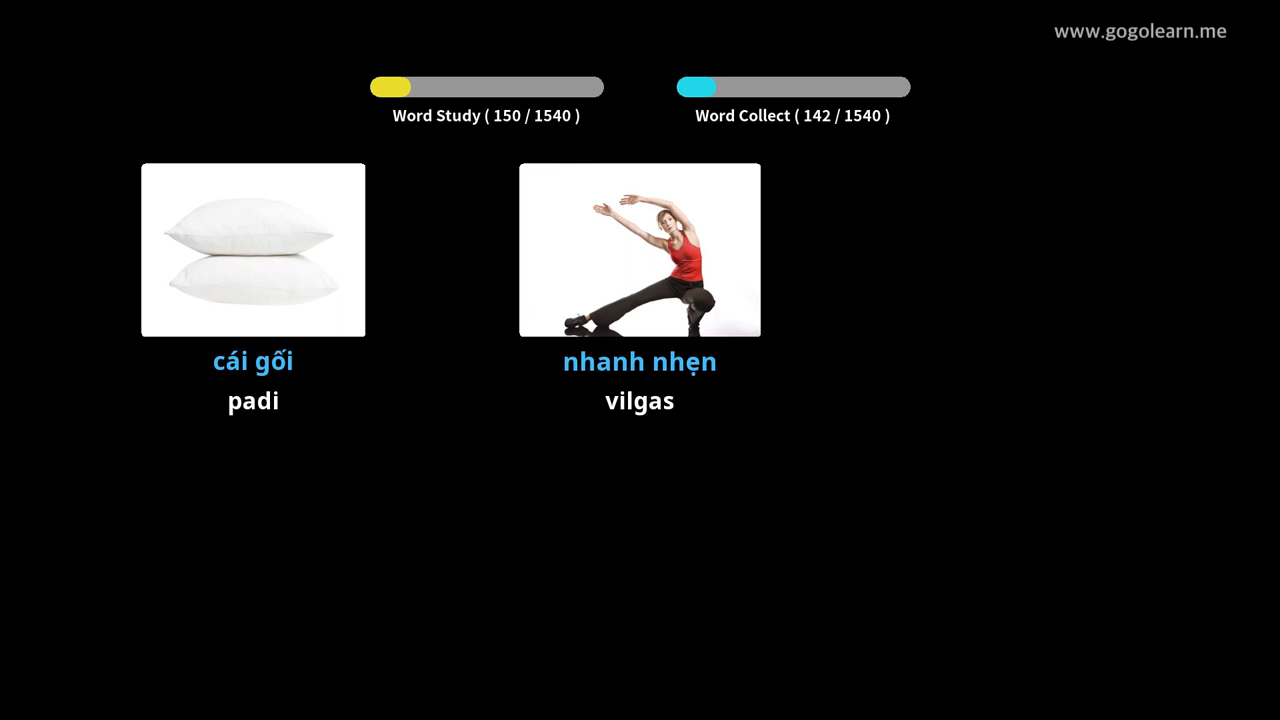 www.gogolearn.me
Word Study ( 150 / 1540 )
Word Collect ( 142 / 1540 )
cái gối
nhanh nhẹn
padi
vilgas